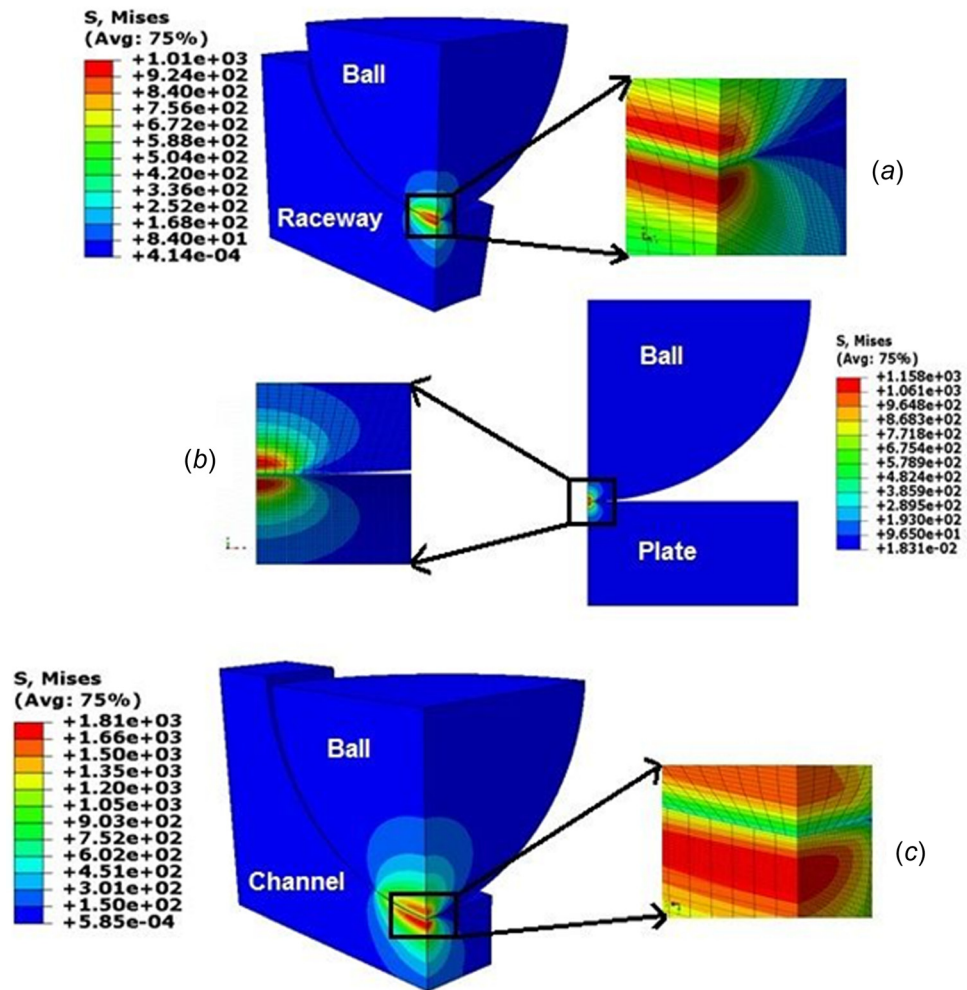 S, Mises
(Avg: 75%)
+1.01e+03
+9.24e+02
+8.40e+02
+7.56e+02
+6.72e+02
+5.88e+02
+5.04e+02
+4.20e+02
+3.36e+02
+2.52e+02
+1.68e+02
+8.40e+01
+4.14e-04
Ball
Raceway
(a)
Ball
Plate
(b)
S, Mises
(Avg: 75%)
+1.158e+03
+1.061e+03
+9.648e+02
+8.683e+02
+7.718e+02
+6.754e+02
+5.789e+02
+4.824e+02
+3.859e+02
+2.895e+02
+1.930e+02
+9.650e+01
+1.831e-02
S, Mises
(Avg: 75%)
+1.81e+03
+1.66e+03
+1.50e+03
+1.35e+03
+1.20e+03
+1.05e+03
+9.03e+02
+7.52e+02
+6.02e+02
+4.51e+02
+3.01e+02
+1.50e+02
+5.85e-04
Ball
Channel
(c)